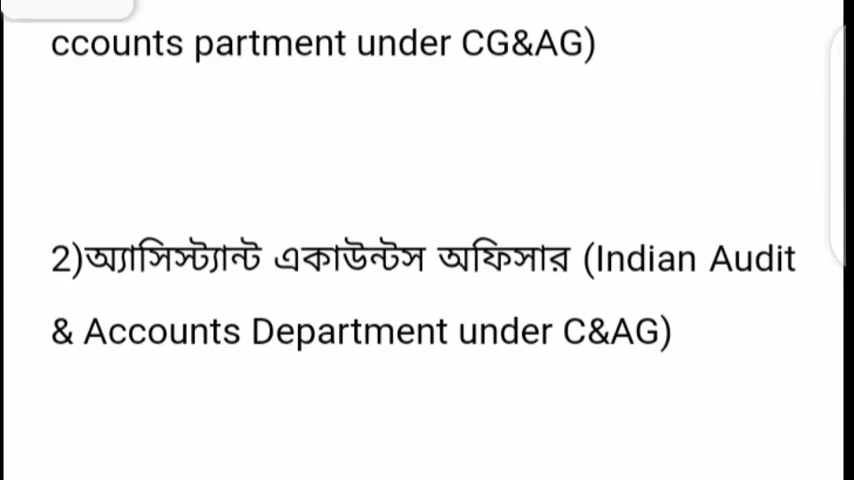 ccounts partment under CG&AG)
2)অ্যাসিস্ট্যান্ট একাউন্টস অফিসার (Indian Audit
& Accounts Department under C&AG)